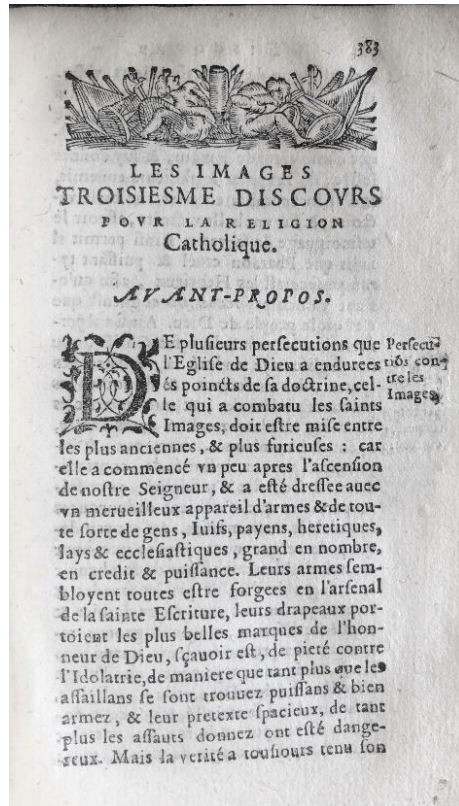 383
LES IMAGES
TROISIESME DISCOVRS
POVR LA RELIGION
Catholique.
AVANT-PROPOS.
DE plusieurs persecutions que
l'Eglise de Dieu a endurees
és poincts de sa doctrine, cel-
le qui a combatu les saints
Images, doit estre mise entre
les plus anciennes, & plus furieuses : car
elle a commencé vn peu apres l'ascension
de nostre Seigneur, & a esté dressee auec
vn merueilleux appareil d'armes & de tou-
te sorte de gens, Iuifs, payens, heretiques,
lays & ecclesiastiques, grand en nombre,
en credit & puissance. Leurs armes sem-
bloyent toutes estre forgees en l'arsenal
de la sainte Escriture, leurs drapeaux por-
toient les plus belles marques de l'hon-
neur de Dieu, sçauoir est, de pieté contre
l'Idolatrie, de maniere que tant plus que les
assaillans se sont trouuez puissans & bien
armez, & leur pretexte spacieux, de tant
plus les assauts donnez ont esté dange-
reux. Mais la verité a tousiours tenu son
Persecu-
tiõs con-
tre les
Images.